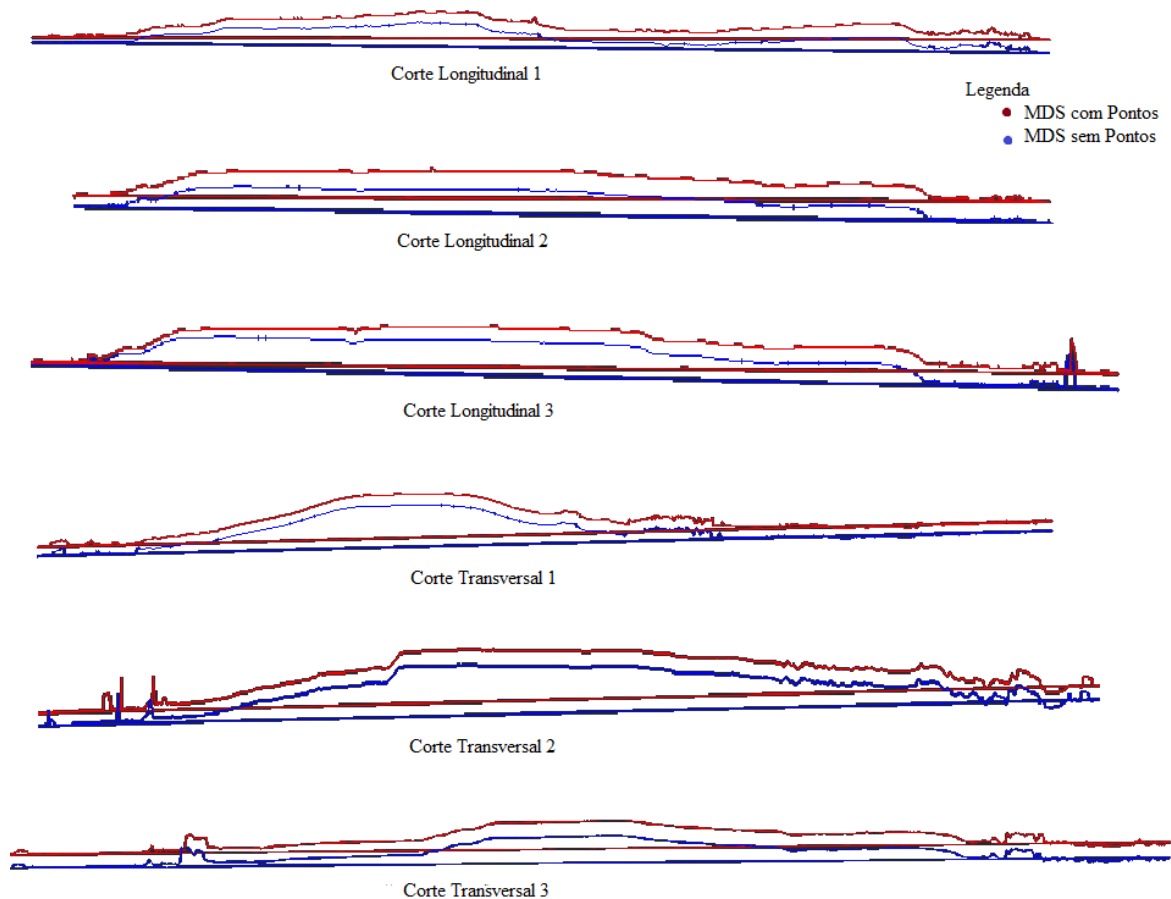 Corte Longitudinal 1
Legenda
MDS com Pontos
MDS sem Pontos
Corte Longitudinal 2
Corte Longitudinal 3
Corte Transversal 1
Corte Transversal 2
Corte Transversal 3